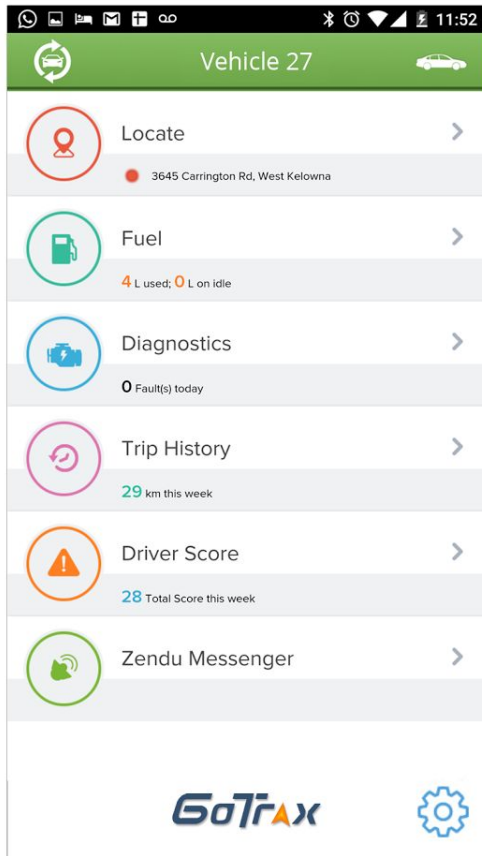 11:52
Vehicle 27
Locate
3645 Carrington Rd, West Kelowna
Fuel
4 L used; 0 L on idle
Diagnostics
0 Fault(s) today
Trip History
29 km this week
Driver Score
28 Total Score this week
Zendu Messenger
GoTrax